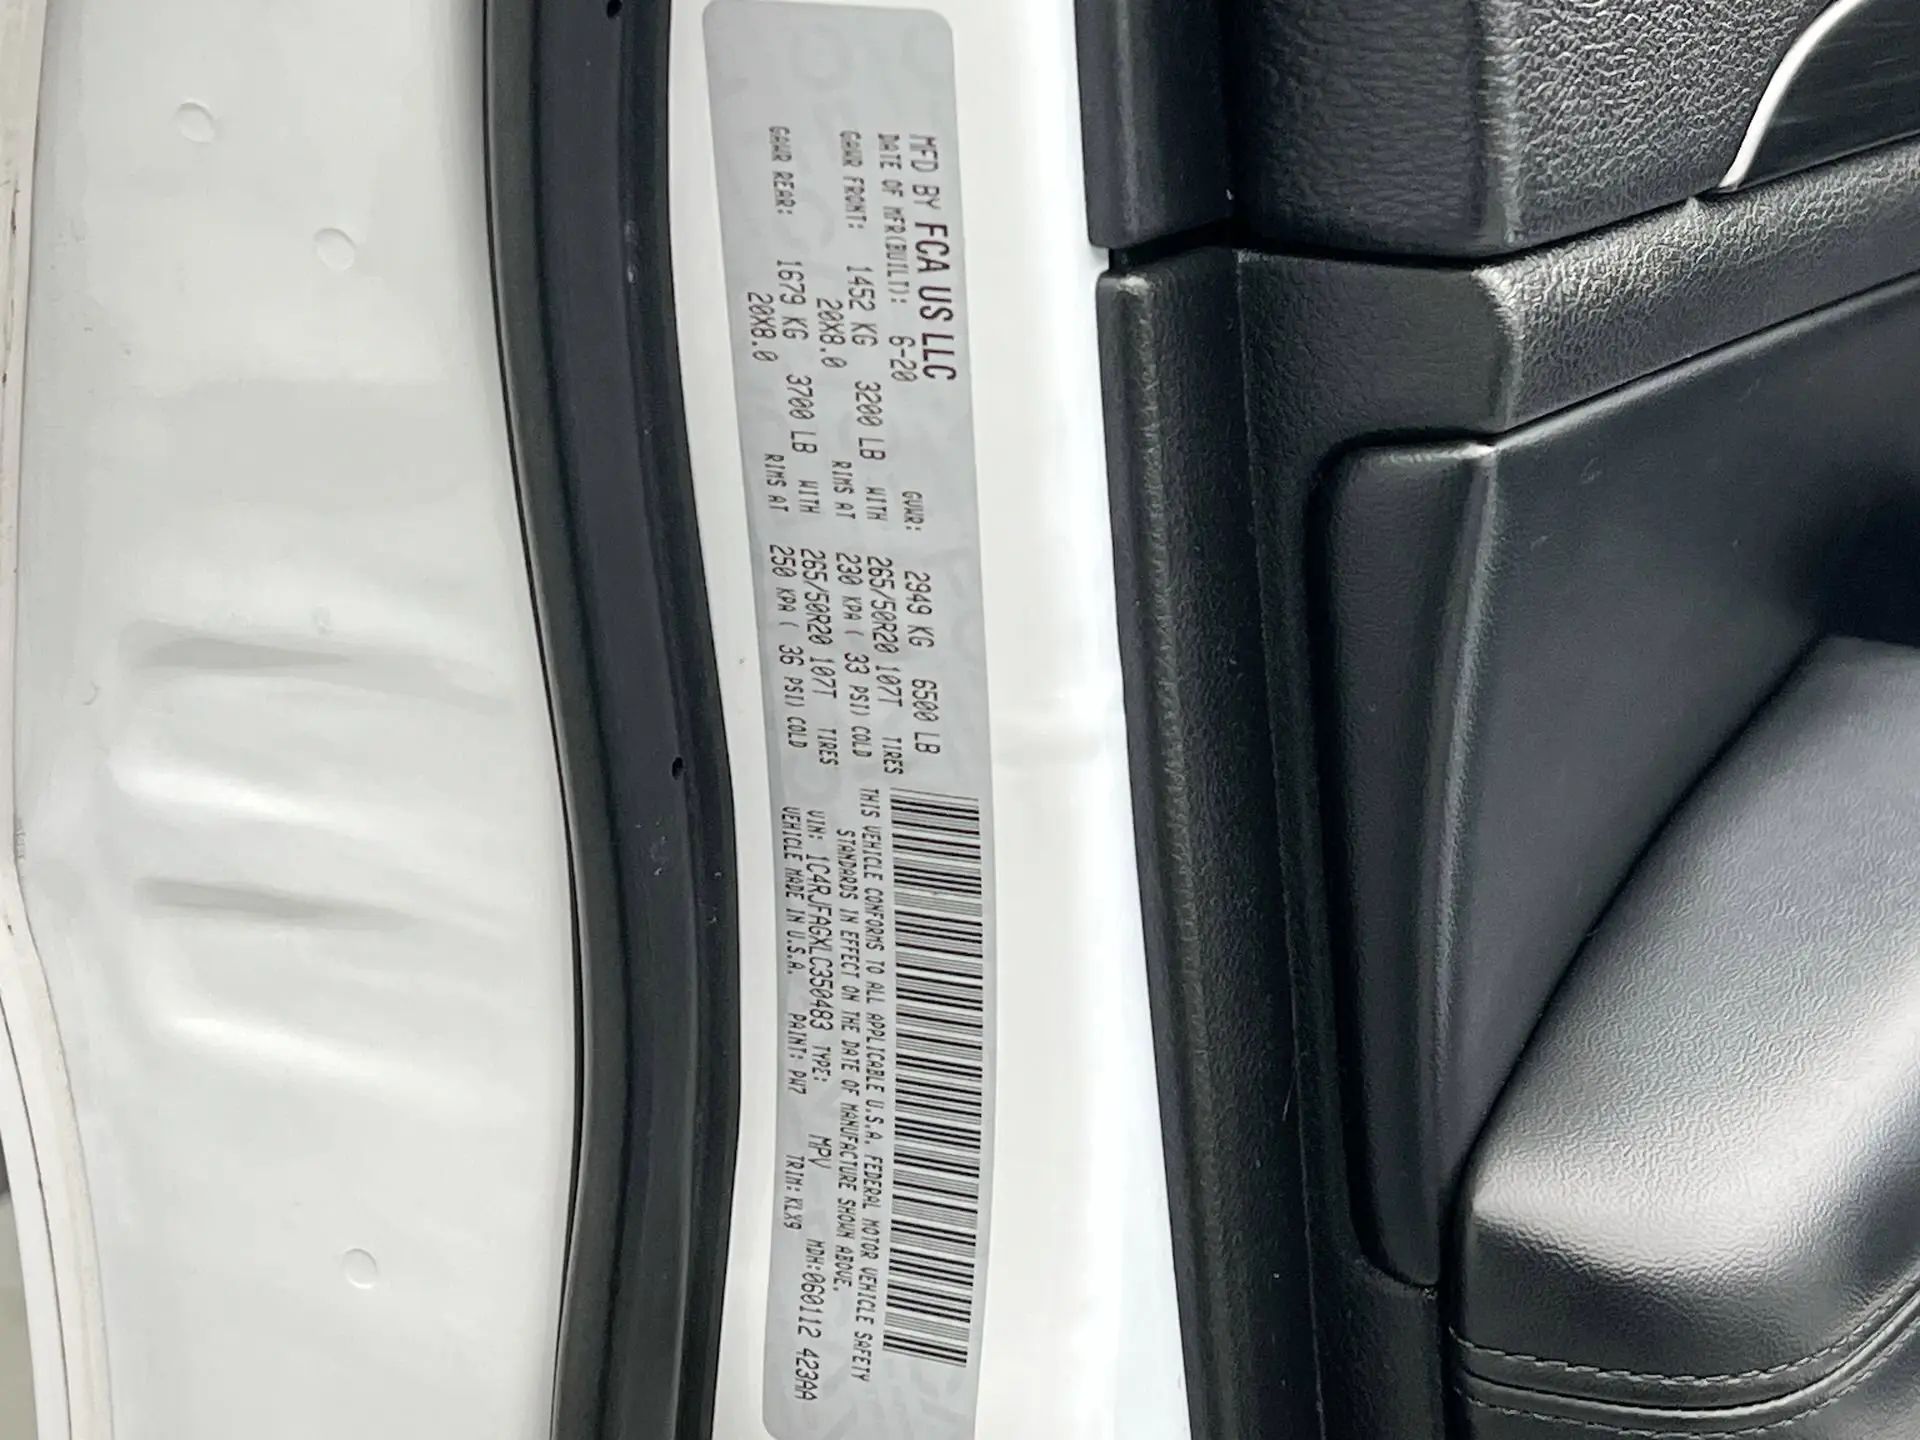 MFD BY FCA US LLC
DATE OF MFR(BUILT): 6-20 GVWR: 2949 KG 6500 LB
GAWR FRONT: 1452 KG 3200 LB WITH 265/50R20 107T TIRES
20X8.0 RIMS AT 230 KPA ( 33 PSI) COLD
GAWR REAR: 1679 KG 3700 LB WITH 265/50R20 107T TIRES
20X8.0 RIMS AT 250 KPA ( 36 PSI) COLD
THIS VEHICLE CONFORMS TO ALL APPLICABLE U.S.A. FEDERAL MOTOR VEHICLE SAFETY
STANDARDS IN EFFECT ON THE DATE OF MANUFACTURE SHOWN ABOVE.
VIN: 1C4RJFAGXLC350483 TYPE: MPV MDH:060112 423AA
VEHICLE MADE IN U.S.A. PAINT: PW7 TRIM: KLX9